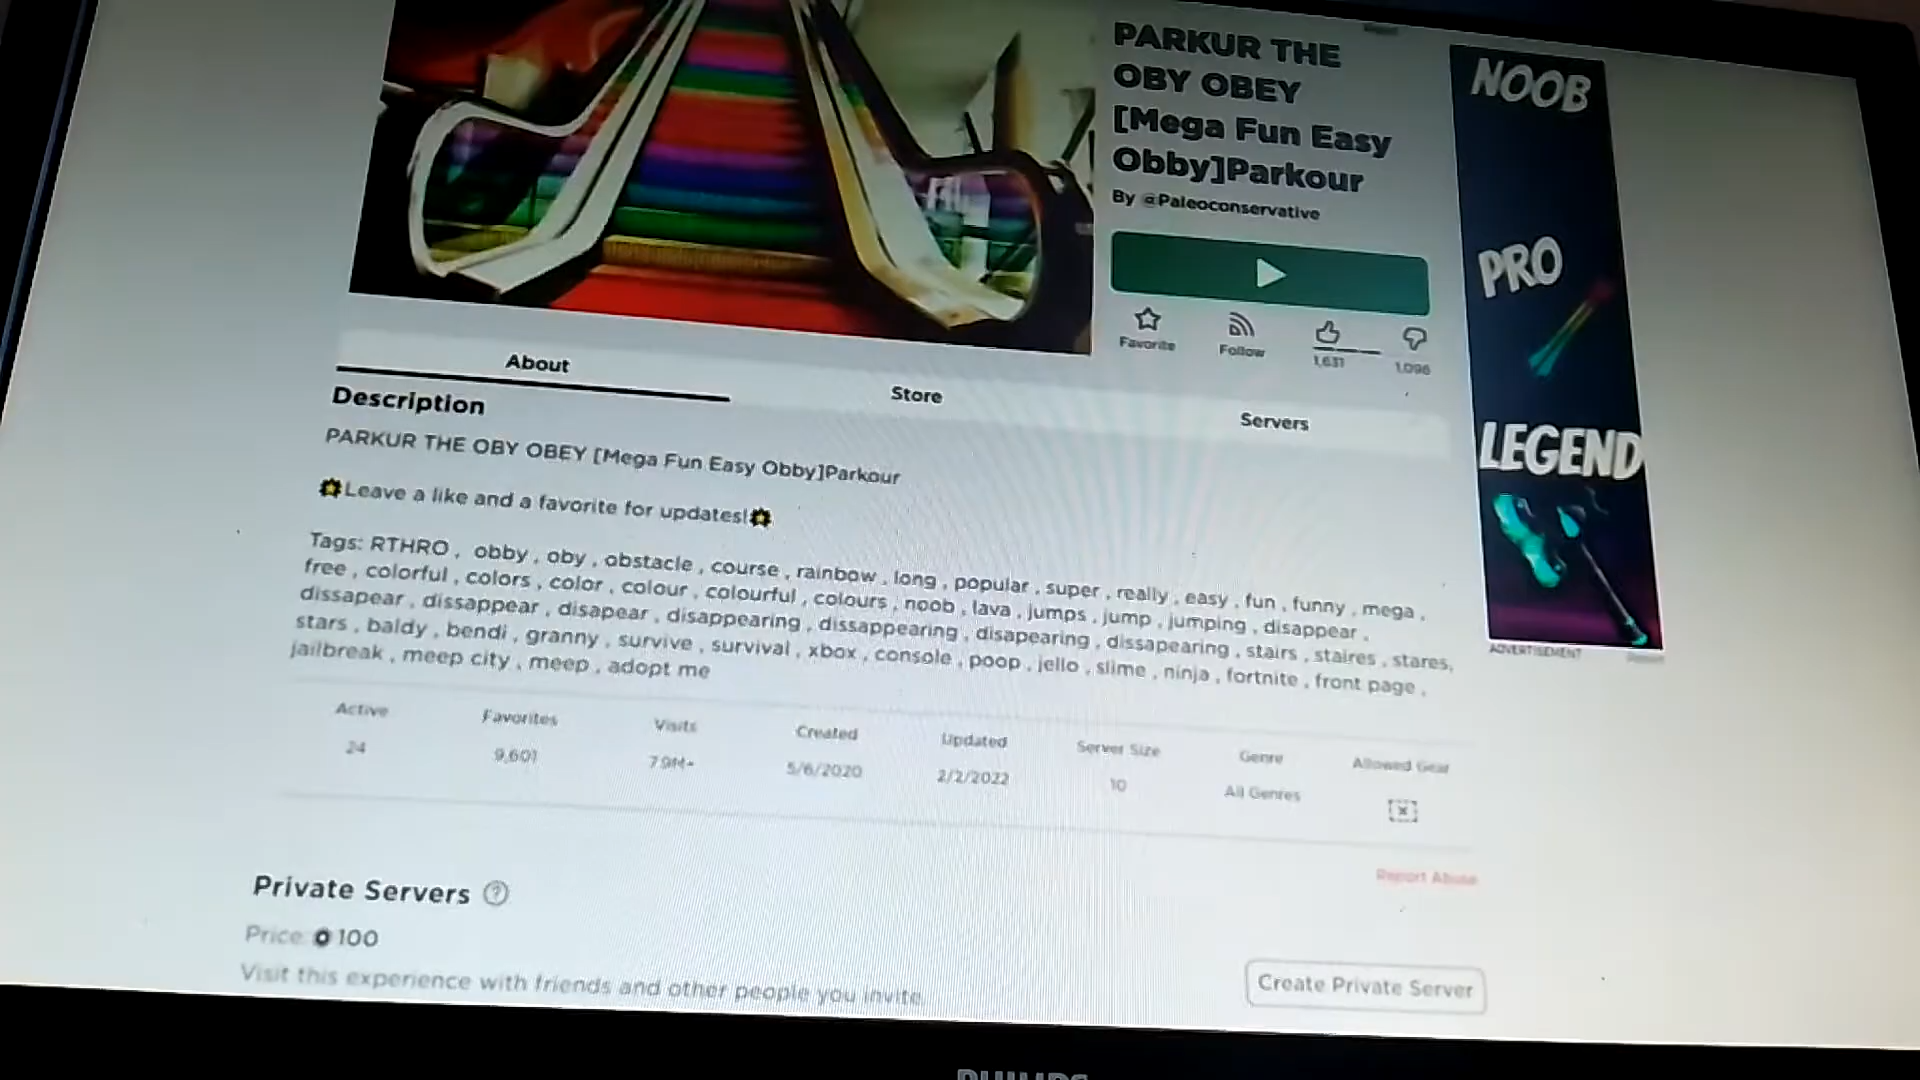 PARKUR THE
OBY OBEY
[Mega Fun Easy
Obby]Parkour
By @Paleoconservative
Favorite
Follow
1,631
1,096
NOOB
PRO
LEGEND
ADVERTISEMENT
Report
About
Store
Servers
Description
PARKUR THE OBY OBEY [Mega Fun Easy Obby]Parkour
Leave a like and a favorite for updates!
Tags: RTHRO , obby , oby , obstacle , course , rainbow , long , popular , super , really , easy , fun , funny , mega ,
free , colorful , colors , color , colour , colourful , colours , noob , lava , jumps , jump , jumping , disappear ,
dissapear , dissappear , disapear , disappearing , dissappearing , disapearing , dissapearing , stairs , staires , stares,
stars , baldy , bendi , granny , survive , survival , xbox , console , poop , jello , slime , ninja , fortnite , front page ,
jailbreak , meep city , meep , adopt me
Active
Favorites
Visits
Created
Updated
Server Size
Genre
Allowed Gear
24
9,601
7.9M+
5/6/2020
2/2/2022
10
All Genres
Report Abuse
Private Servers
Price: 100
Visit this experience with friends and other people you invite.
Create Private Server
PHILIPS